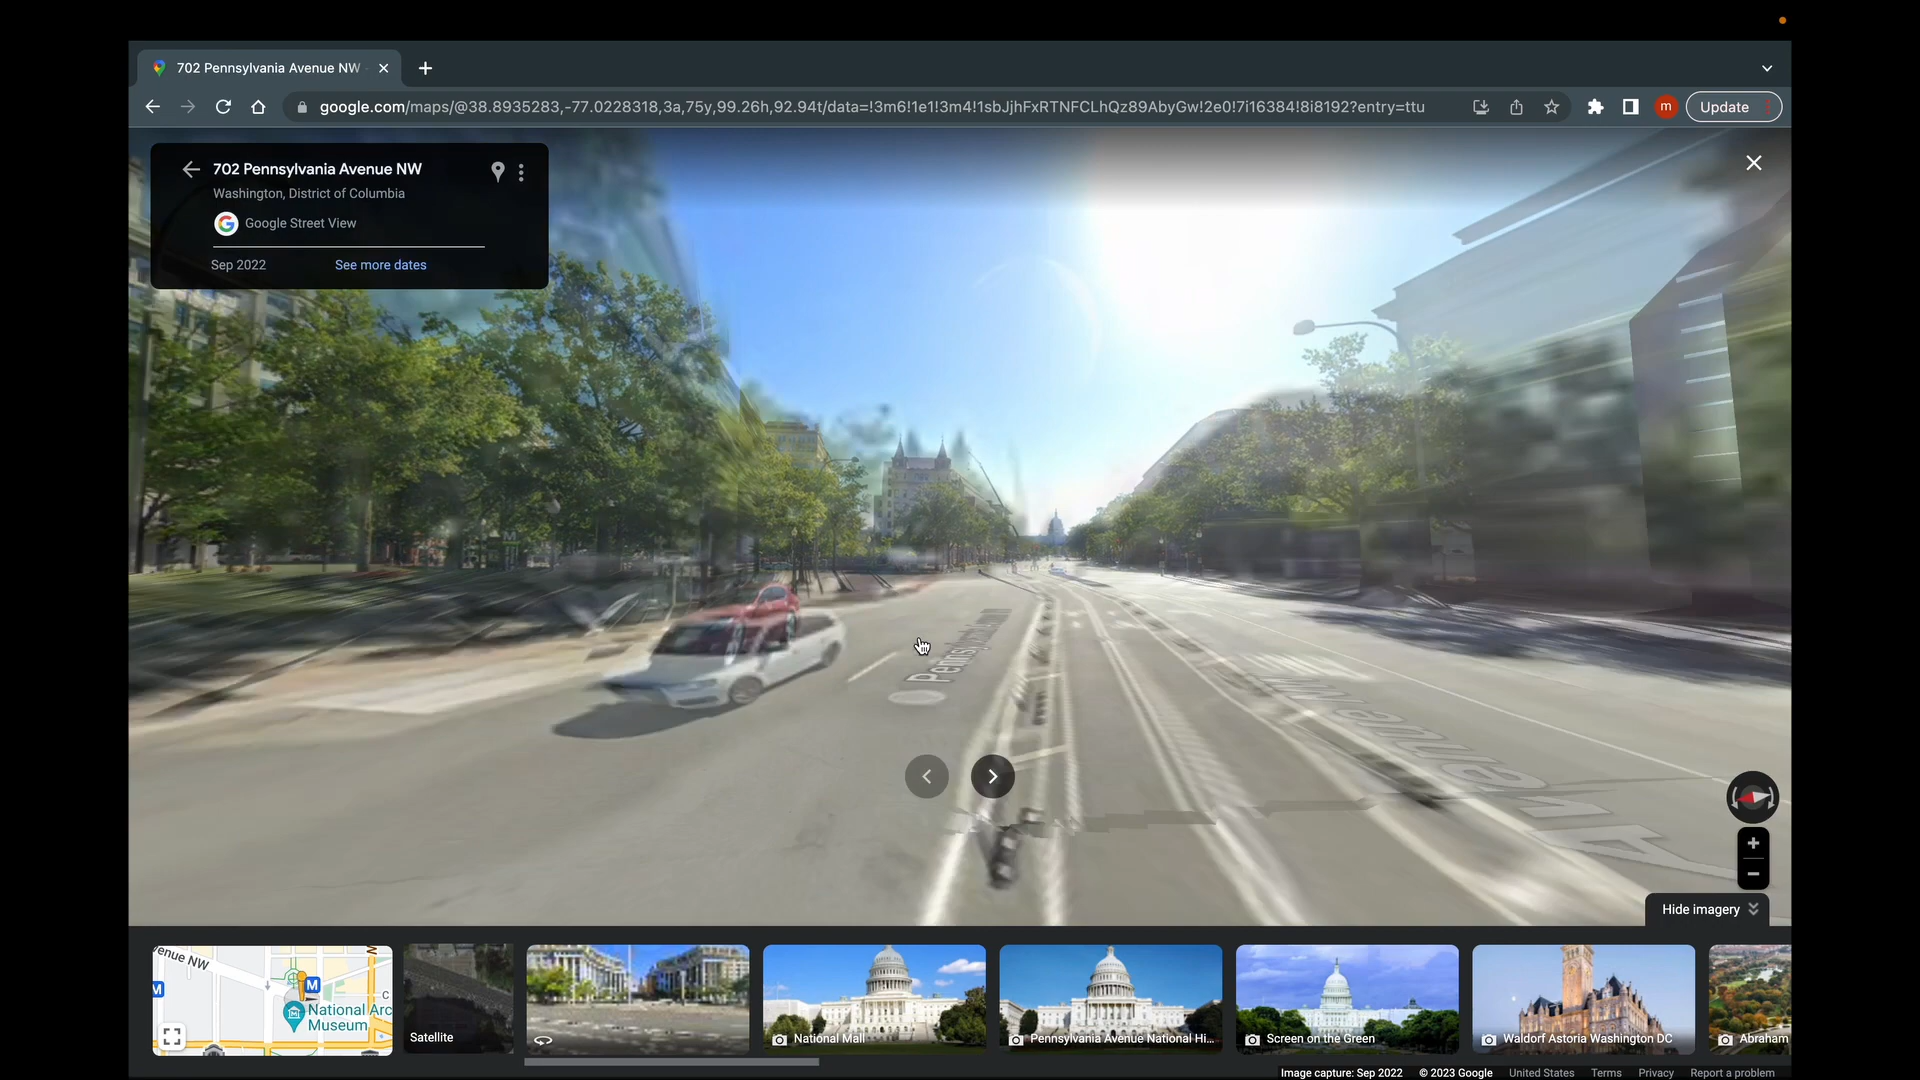 702 Pennsylvania Avenue NW
google.com/maps/@38.8935283,-77.0228318,3a,75y,99.26h,92.94t/data=!3m6!1e1!3m4!1sbJjhFxRTNFCLhQz89AbyGw!2e0!7i16384!8i8192?entry=ttu
m
Update
702 Pennsylvania Avenue NW
Washington, District of Columbia
Google Street View
Sep 2022
See more dates
Hide imagery
enue NW
M
M
C
National Arc
Museum
Satellite
National Mall
Pennsylvania Avenue National Hi...
Screen on the Green
Waldorf Astoria Washington DC
Abraham
Image capture: Sep 2022
© 2023 Google
United States
Terms
Privacy
Report a problem